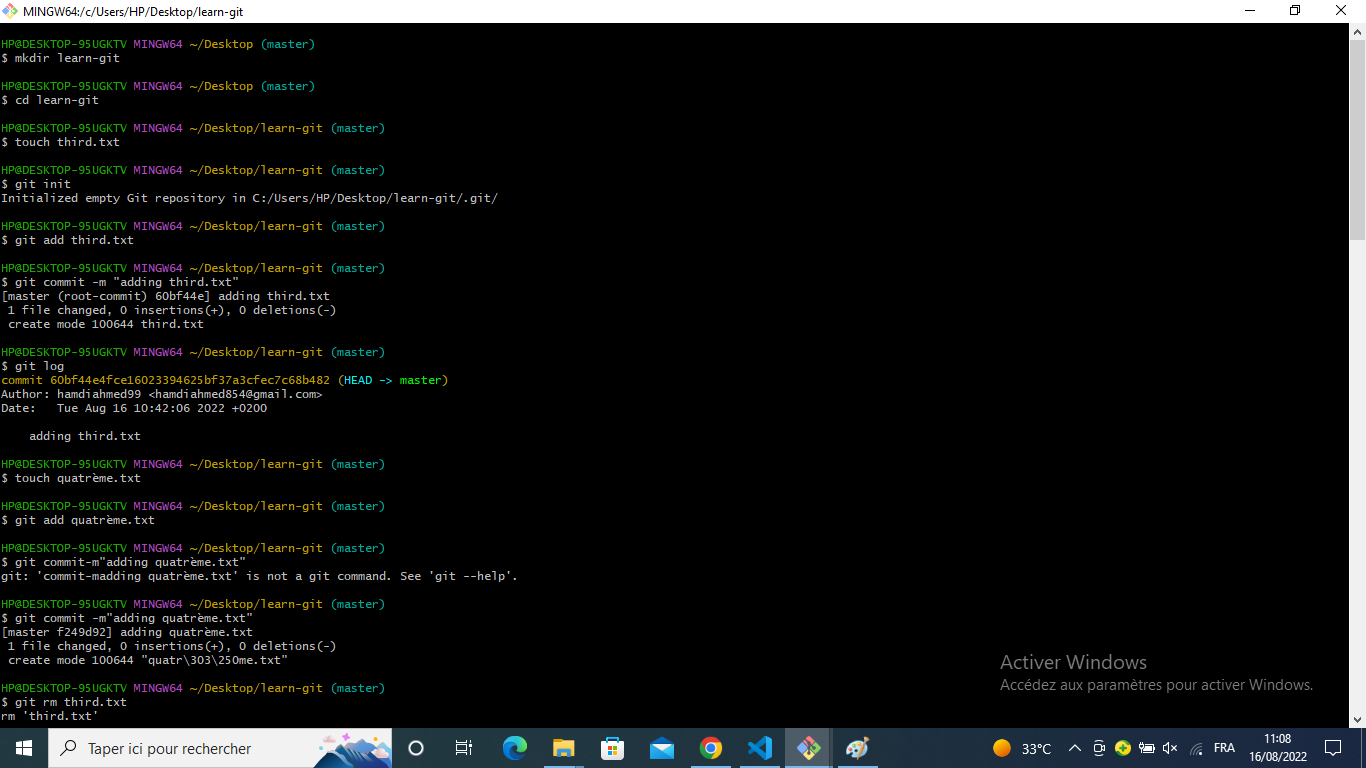 MINGW64:/c/Users/HP/Desktop/learn-git
HP@DESKTOP-95UGKTV MINGW64 ~/Desktop (master)
$ mkdir learn-git
HP@DESKTOP-95UGKTV MINGW64 ~/Desktop (master)
$ cd learn-git
HP@DESKTOP-95UGKTV MINGW64 ~/Desktop/learn-git (master)
$ touch third.txt
HP@DESKTOP-95UGKTV MINGW64 ~/Desktop/learn-git (master)
$ git init
Initialized empty Git repository in C:/Users/HP/Desktop/learn-git/.git/
HP@DESKTOP-95UGKTV MINGW64 ~/Desktop/learn-git (master)
$ git add third.txt
HP@DESKTOP-95UGKTV MINGW64 ~/Desktop/learn-git (master)
$ git commit -m "adding third.txt"
[master (root-commit) 60bf44e] adding third.txt
 1 file changed, 0 insertions(+), 0 deletions(-)
 create mode 100644 third.txt
HP@DESKTOP-95UGKTV MINGW64 ~/Desktop/learn-git (master)
$ git log
commit 60bf44e4fce16023394625bf37a3cfec7c68b482 (HEAD -> master)
Author: hamdiahmed99 <hamdiahmed854@gmail.com>
Date:   Tue Aug 16 10:42:06 2022 +0200
    adding third.txt
HP@DESKTOP-95UGKTV MINGW64 ~/Desktop/learn-git (master)
$ touch quatrème.txt
HP@DESKTOP-95UGKTV MINGW64 ~/Desktop/learn-git (master)
$ git add quatrème.txt
HP@DESKTOP-95UGKTV MINGW64 ~/Desktop/learn-git (master)
$ git commit-m"adding quatrème.txt"
git: 'commit-madding quatrème.txt' is not a git command. See 'git --help'.
HP@DESKTOP-95UGKTV MINGW64 ~/Desktop/learn-git (master)
$ git commit -m"adding quatrème.txt"
[master f249d92] adding quatrème.txt
 1 file changed, 0 insertions(+), 0 deletions(-)
 create mode 100644 "quatr\303\250me.txt"
HP@DESKTOP-95UGKTV MINGW64 ~/Desktop/learn-git (master)
$ git rm third.txt
rm 'third.txt'
Activer Windows
Accédez aux paramètres pour activer Windows.
Taper ici pour rechercher
33°C
FRA
11:08
16/08/2022